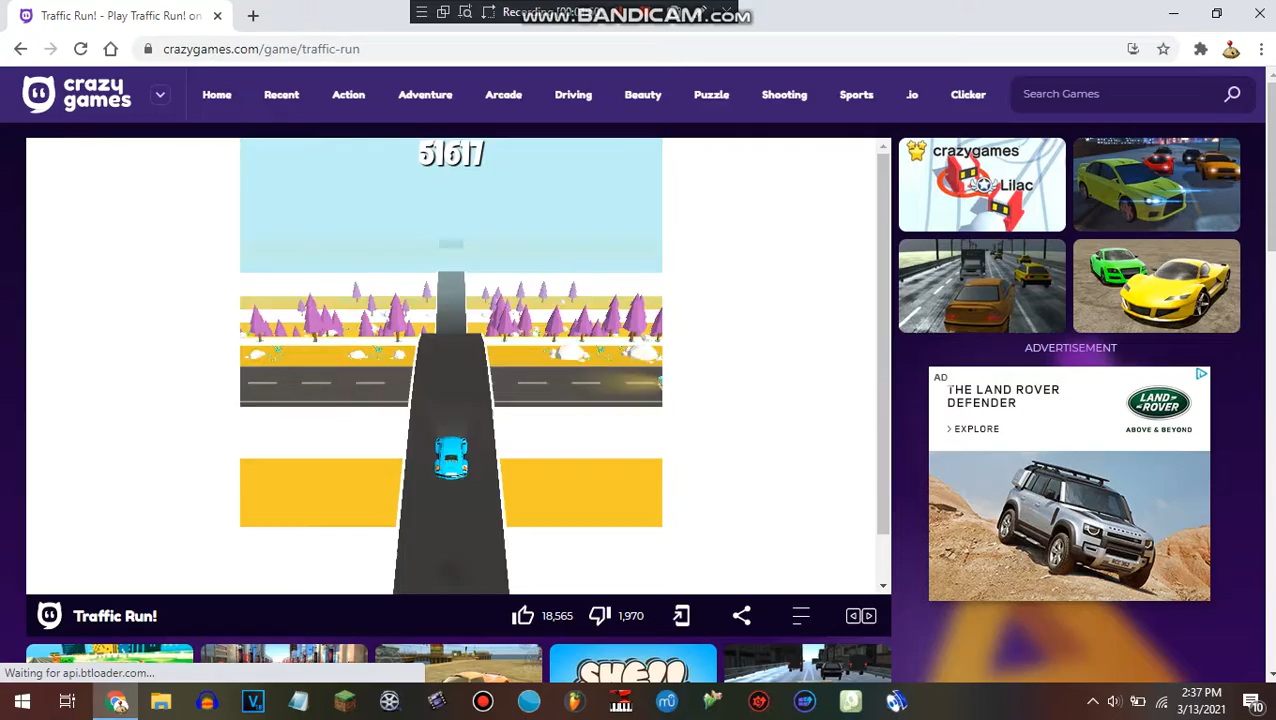 Traffic Run! - Play Traffic Run! on
www.BANDICAM.com
crazygames.com/game/traffic-run
crazy games
Home Recent Action Adventure Arcade Driving Beauty Puzzle Shooting Sports .io Clicker
Search Games
51617
crazygames
Lilac
ADVERTISEMENT
AD
THE LAND ROVER
DEFENDER
> EXPLORE
LAND-ROVER
ABOVE & BEYOND
Traffic Run!
18,565
1,970
Waiting for api.btloader.com...
2:37 PM
3/13/2021
10